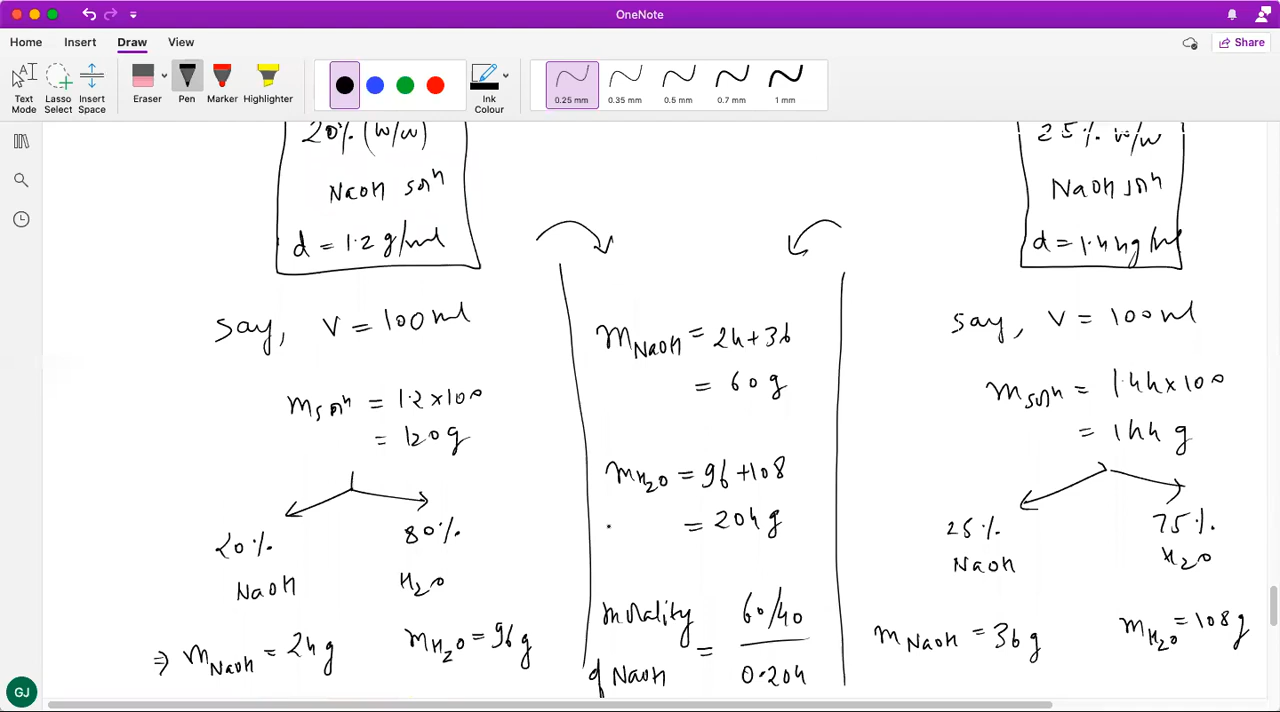 OneNote
Home Insert Draw View
Share
Text Mode
Lasso Select
Insert Space
Eraser
Pen
Marker
Highlighter
Ink Colour
0.25 mm
0.35 mm
0.5 mm
0.7 mm
1 mm
20% (w/w)
NaOH solⁿ
d = 1.2 g/ml
Say, V = 100 ml
m solⁿ = 1.2 x 100
= 120 g
20% NaOH
80% H2O
⇒ mNaOH = 24 g
mH2O = 96 g
mNaOH = 24 + 36
= 60 g
mH2O = 96 + 108
= 204 g
molality of NaOH = 60/40
0.204
25% w/w
NaOH solⁿ
d = 1.44 g/ml
Say, V = 100 ml
m solⁿ = 1.44 x 100
= 144 g
25% NaOH
75% H2O
mNaOH = 36 g
mH2O = 108 g
GJ